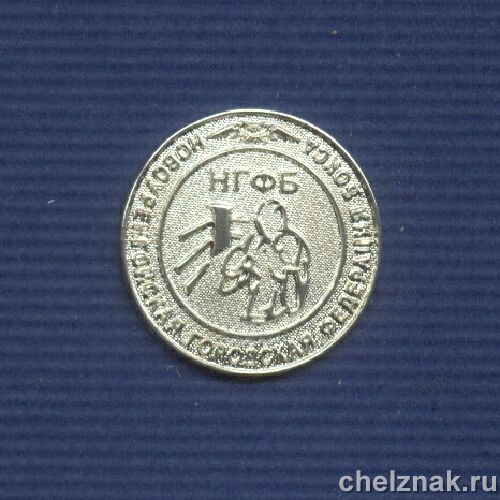 НОВОУРЕНГОЙСКАЯ ГОРОДСКАЯ ФЕДЕРАЦИЯ БОКСА
НГФБ
chelznak.ru